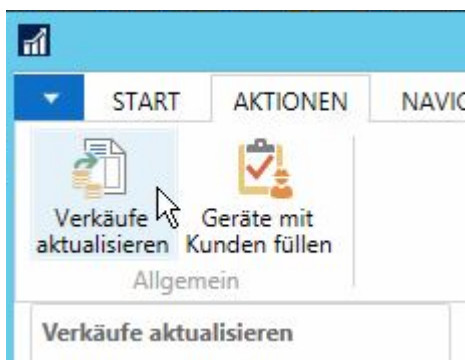 START AKTIONEN NAVIG
Verkäufe
aktualisieren
Geräte mit
Kunden füllen
Allgemein
Verkäufe aktualisieren